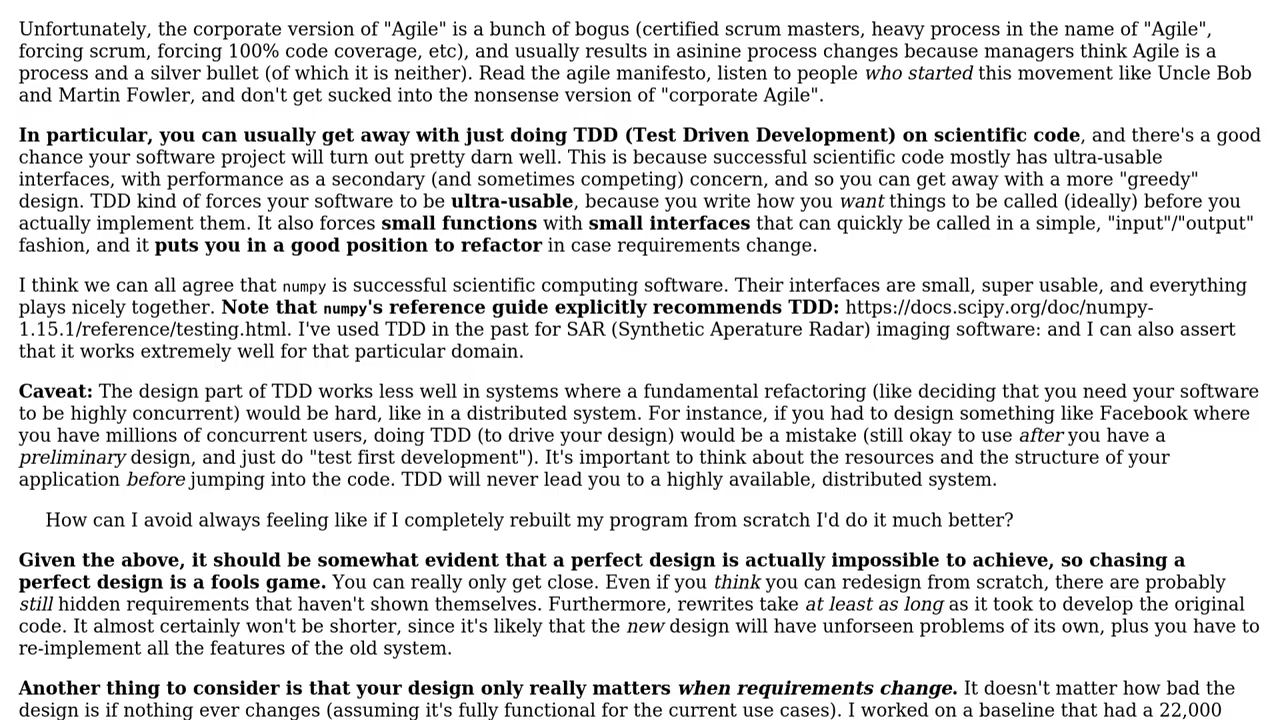 Unfortunately, the corporate version of "Agile" is a bunch of bogus (certified scrum masters, heavy process in the name of "Agile",
forcing scrum, forcing 100% code coverage, etc), and usually results in asinine process changes because managers think Agile is a
process and a silver bullet (of which it is neither). Read the agile manifesto, listen to people who started this movement like Uncle Bob
and Martin Fowler, and don't get sucked into the nonsense version of "corporate Agile".
In particular, you can usually get away with just doing TDD (Test Driven Development) on scientific code, and there's a good
chance your software project will turn out pretty darn well. This is because successful scientific code mostly has ultra-usable
interfaces, with performance as a secondary (and sometimes competing) concern, and so you can get away with a more "greedy"
design. TDD kind of forces your software to be ultra-usable, because you write how you want things to be called (ideally) before you
actually implement them. It also forces small functions with small interfaces that can quickly be called in a simple, "input"/"output"
fashion, and it puts you in a good position to refactor in case requirements change.
I think we can all agree that numpy is successful scientific computing software. Their interfaces are small, super usable, and everything
plays nicely together. Note that numpy's reference guide explicitly recommends TDD: https://docs.scipy.org/doc/numpy-
1.15.1/reference/testing.html. I've used TDD in the past for SAR (Synthetic Aperature Radar) imaging software: and I can also assert
that it works extremely well for that particular domain.
Caveat: The design part of TDD works less well in systems where a fundamental refactoring (like deciding that you need your software
to be highly concurrent) would be hard, like in a distributed system. For instance, if you had to design something like Facebook where
you have millions of concurrent users, doing TDD (to drive your design) would be a mistake (still okay to use after you have a
preliminary design, and just do "test first development"). It's important to think about the resources and the structure of your
application before jumping into the code. TDD will never lead you to a highly available, distributed system.
How can I avoid always feeling like if I completely rebuilt my program from scratch I'd do it much better?
Given the above, it should be somewhat evident that a perfect design is actually impossible to achieve, so chasing a
perfect design is a fools game. You can really only get close. Even if you think you can redesign from scratch, there are probably
still hidden requirements that haven't shown themselves. Furthermore, rewrites take at least as long as it took to develop the original
code. It almost certainly won't be shorter, since it's likely that the new design will have unforseen problems of its own, plus you have to
re-implement all the features of the old system.
Another thing to consider is that your design only really matters when requirements change. It doesn't matter how bad the
design is if nothing ever changes (assuming it's fully functional for the current use cases). I worked on a baseline that had a 22,000